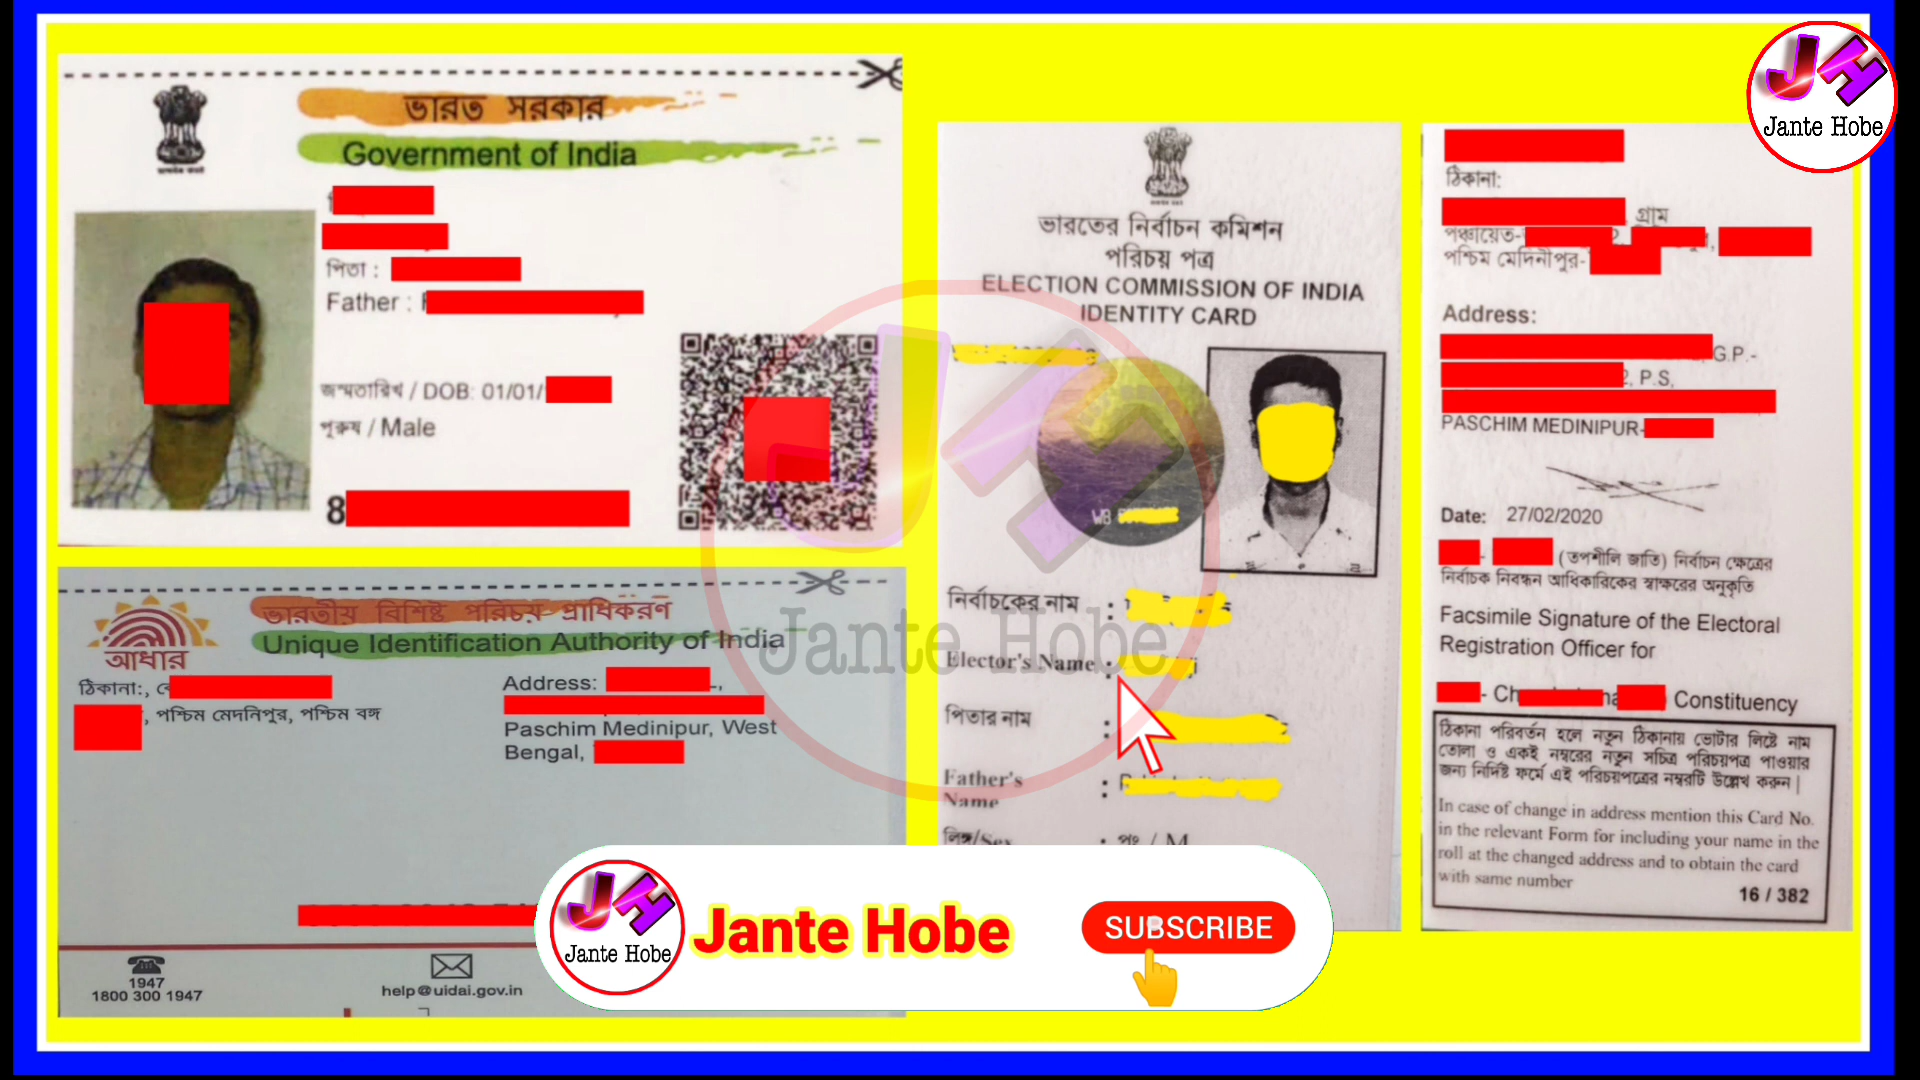 ভারত সরকার
Government of India
পিতা :
Father :
জন্মতারিখ / DOB: 01/01/
পুরুষ / Male
8
ভারতীয় বিশিষ্ট পরিচয় প্রাধিকরণ
Unique Identification Authority of India
আধার
ঠিকানা:,
, পশ্চিম মেদনিপুর, পশ্চিম বঙ্গ
Address:
Paschim Medinipur, West
Bengal,
1947
1800 300 1947
help@uidai.gov.in
ভারতের নির্বাচন কমিশন
পরিচয় পত্র
ELECTION COMMISSION OF INDIA
IDENTITY CARD
WB
নির্বাচকের নাম :
Elector's Name :
পিতার নাম :
Father's :
Name
লিঙ্গ/Sex : পুং / M
ঠিকানা:
, গ্রাম
পঞ্চায়েত-
পশ্চিম মেদিনীপুর-
Address:
G.P.-
2, P.S,
PASCHIM MEDINIPUR-
Date: 27/02/2020
(তপশীলি জাতি) নির্বাচন ক্ষেত্রের
নির্বাচক নিবন্ধন আধিকারিকের স্বাক্ষরের অনুকৃতি
Facsimile Signature of the Electoral
Registration Officer for
Constituency
ঠিকানা পরিবর্তন হলে নতুন ঠিকানায় ভোটার লিষ্টে নাম
তোলা ও একই নম্বরের নতুন সচিত্র পরিচয়পত্র পাওয়ার
জন্য নির্দিষ্ট ফর্মে এই পরিচয়পত্রের নম্বরটি উল্লেখ করুন|
In case of change in address mention this Card No.
in the relevant Form for including your name in the
roll at the changed address and to obtain the card
with same number
16 / 382
JH
Jante Hobe
Jante Hobe
JH
Jante Hobe
Jante Hobe
SUBSCRIBE